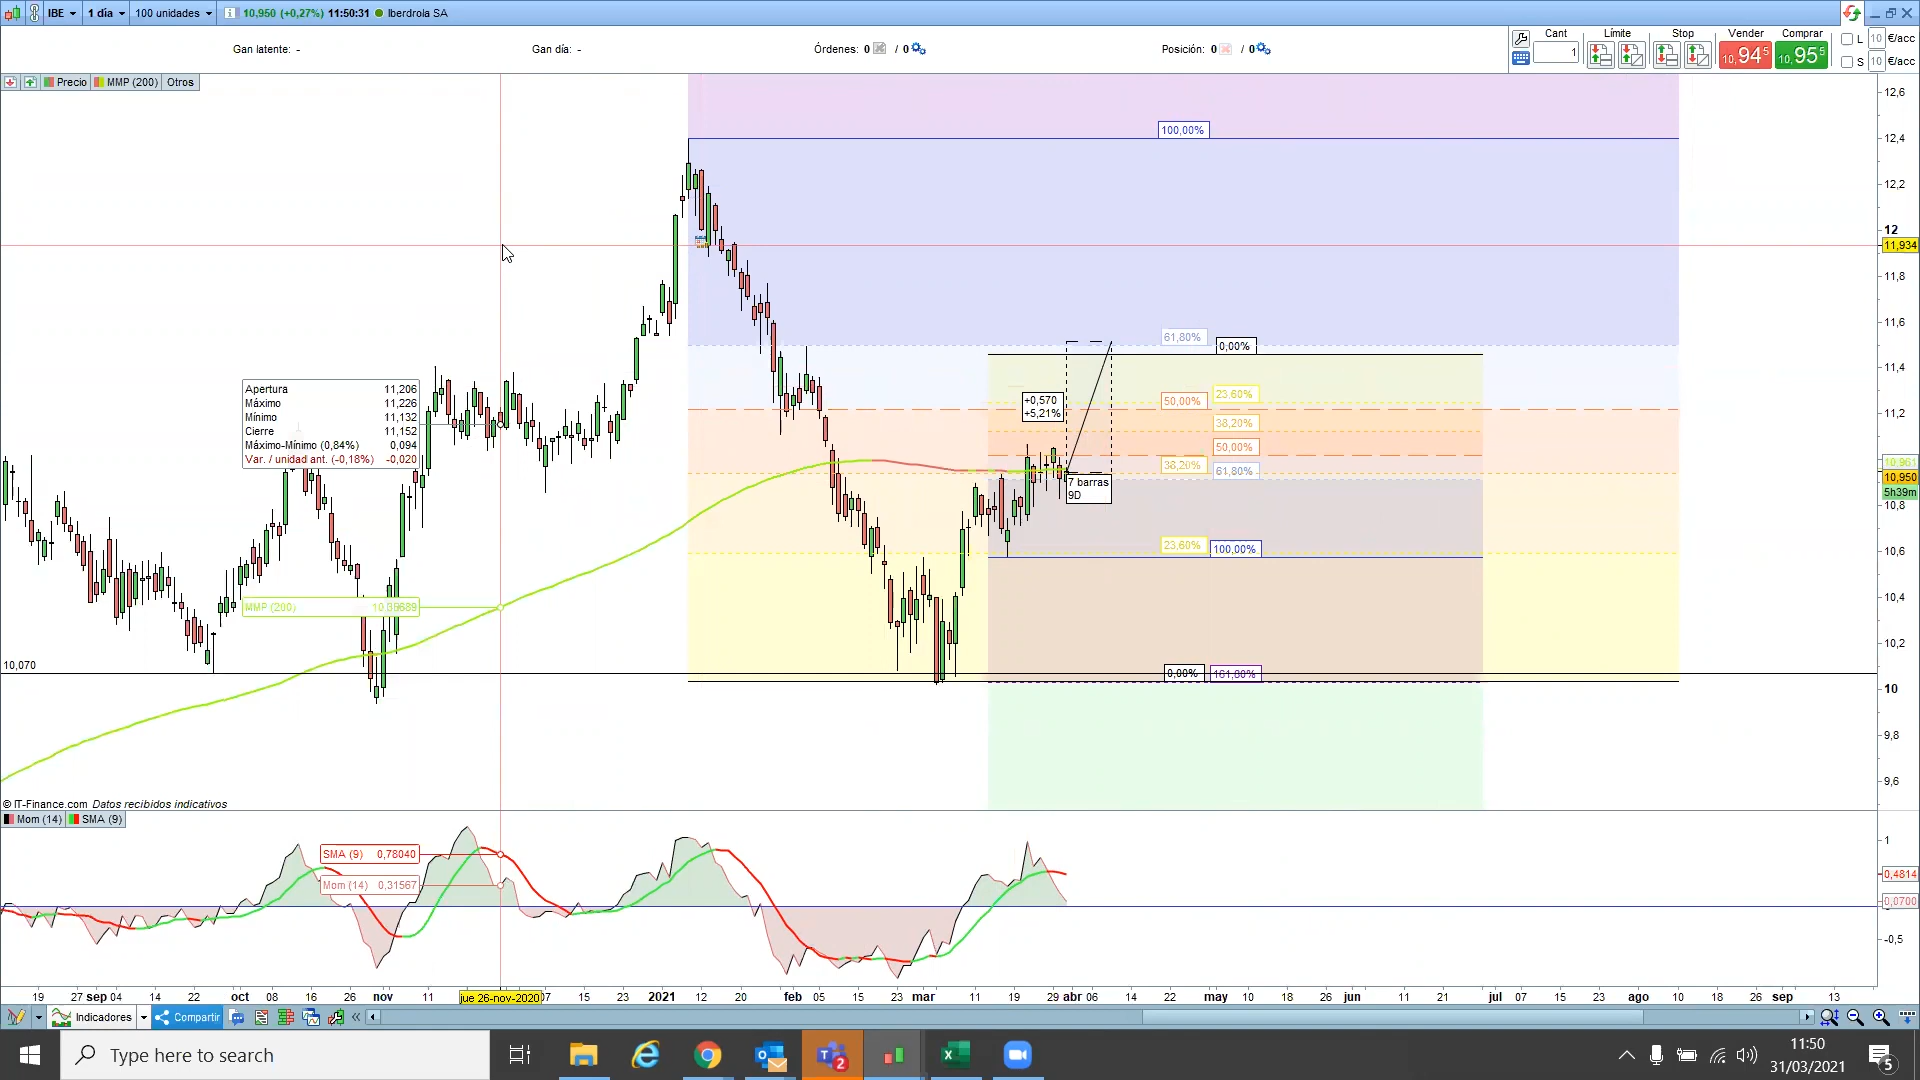 IBE 1 día 100 unidades 10,950 (+0,27%) 11:50:31 Iberdrola SA
Gan latente: - Gan día: - Órdenes: 0 / 0 Posición: 0 / 0
Cant Límite Stop Vender Comprar
1 10, 94 5 10, 95 5
L 10 €/acc
S 10 €/acc
Precio MMP (200) Otros
12,6
100,00%
12,4
12,2
12
11,934
11,8
11,6
61,80% 0,00%
11,4
Apertura 11,206
Máximo 11,226
Mínimo 11,132
Cierre 11,152
Máximo-Mínimo (0,84%) 0,094
Var. / unidad ant. (-0,18%) -0,020
+0,570
+5,21%
50,00% 23,60%
11,2
38,20%
50,00%
38,20% 61,80%
10,961
10,950
5h39m
7 barras
9D
10,8
23,60% 100,00%
10,6
MMP (200)
10,4
10,2
10,070
0,00% 161,80%
10
9,8
9,6
© IT-Finance.com Datos recibidos indicativos
Mom (14) SMA (9)
1
SMA (9) 0,78040
Mom (14) 0,31567
0,4814
0,0700
-0,5
19 27 sep 04 14 22 oct 08 16 26 nov 11 jue 26-nov-2020 07 15 23 2021 12 20 feb 05 15 23 mar 11 19 29 abr 06 14 22 may 10 18 26 jun 11 21 jul 07 15 23 ago 10 18 26 sep 13
Indicadores Compartir
Type here to search
2
11:50
31/03/2021
5